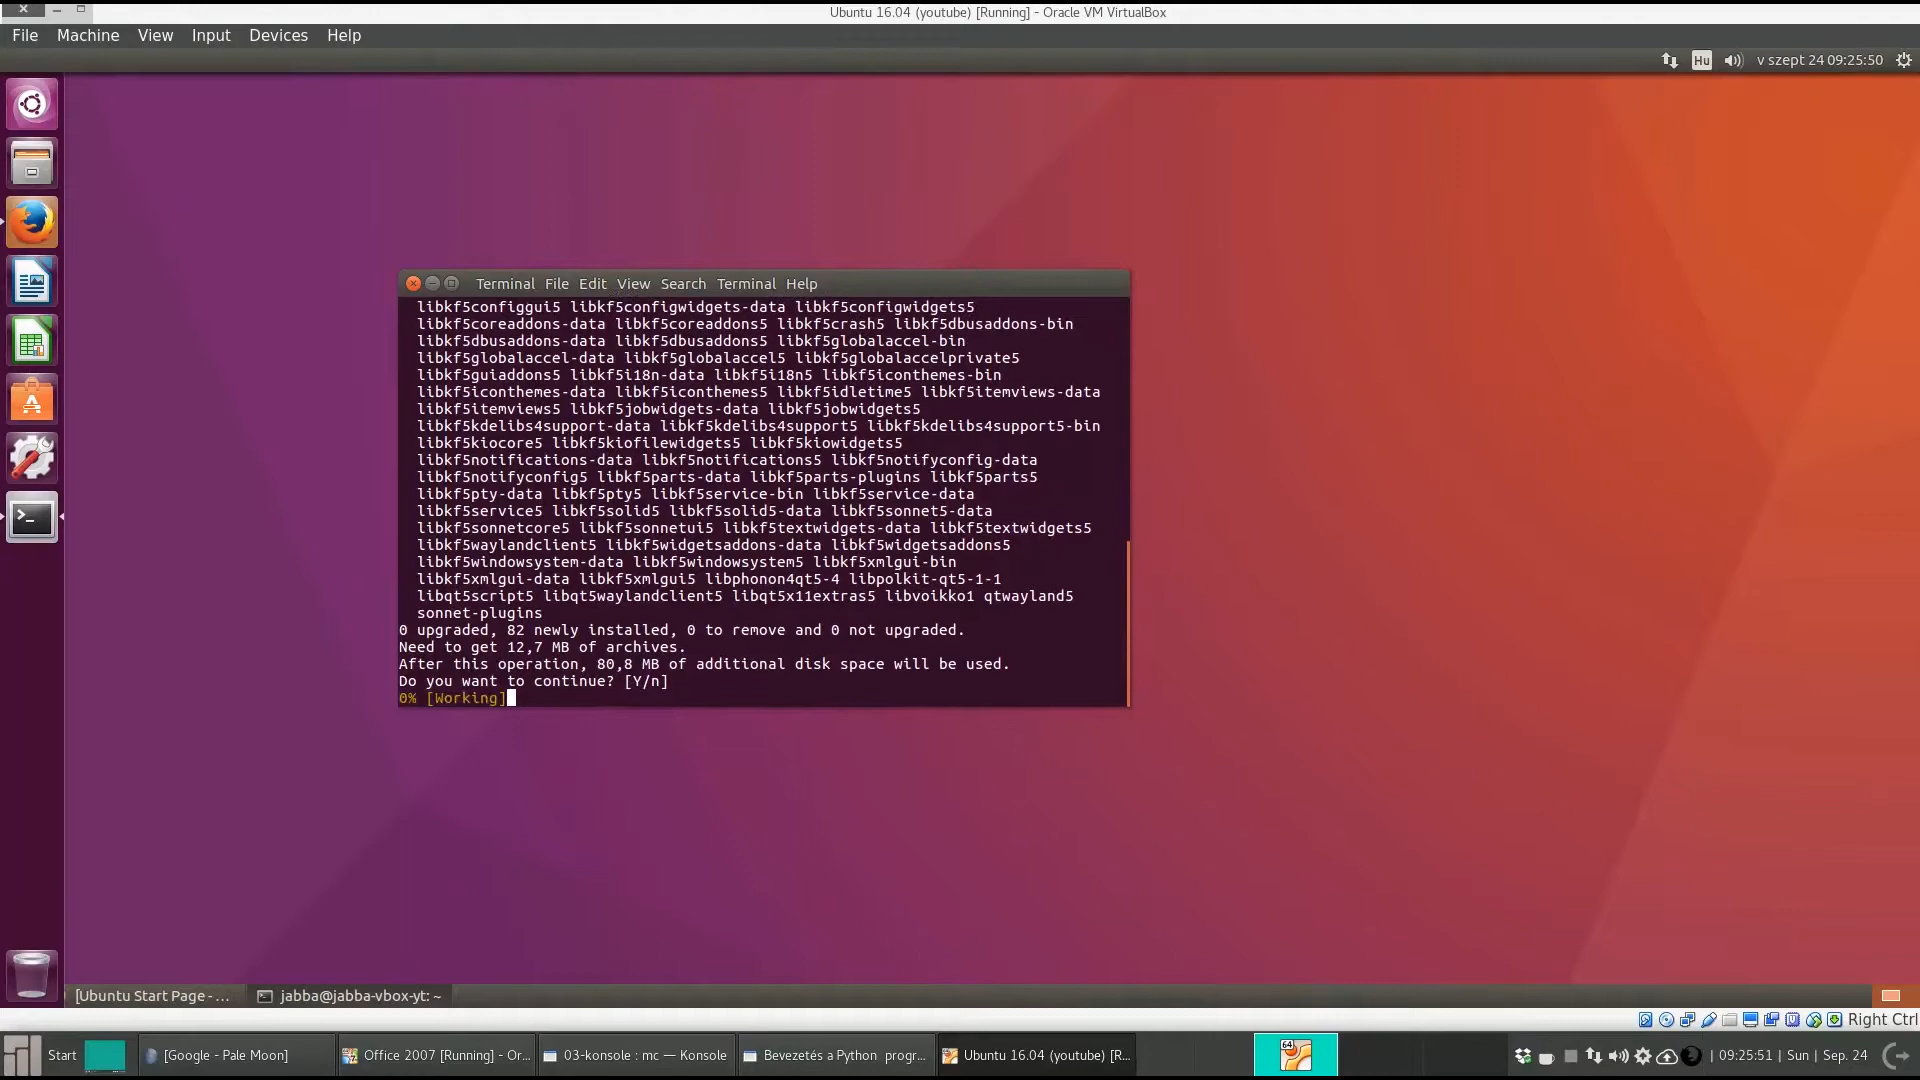 Ubuntu 16.04 (youtube) [Running] - Oracle VM VirtualBox
File Machine View Input Devices Help
Hu v szept 24 09:25:50
Terminal File Edit View Search Terminal Help
libkf5configgui5 libkf5configwidgets-data libkf5configwidgets5
libkf5coreaddons-data libkf5coreaddons5 libkf5crash5 libkf5dbusaddons-bin
libkf5dbusaddons-data libkf5dbusaddons5 libkf5globalaccel-bin
libkf5globalaccel-data libkf5globalaccel5 libkf5globalaccelprivate5
libkf5guiaddons5 libkf5i18n-data libkf5i18n5 libkf5iconthemes-bin
libkf5iconthemes-data libkf5iconthemes5 libkf5idletime5 libkf5itemviews-data
libkf5itemviews5 libkf5jobwidgets-data libkf5jobwidgets5
libkf5kdelibs4support-data libkf5kdelibs4support5 libkf5kdelibs4support5-bin
libkf5kiocore5 libkf5kiofilewidgets5 libkf5kiowidgets5
libkf5notifications-data libkf5notifications5 libkf5notifyconfig-data
libkf5notifyconfig5 libkf5parts-data libkf5parts-plugins libkf5parts5
libkf5pty-data libkf5pty5 libkf5service-bin libkf5service-data
libkf5service5 libkf5solid5 libkf5solid5-data libkf5sonnet5-data
libkf5sonnetcore5 libkf5sonnetui5 libkf5textwidgets-data libkf5textwidgets5
libkf5waylandclient5 libkf5widgetsaddons-data libkf5widgetsaddons5
libkf5windowsystem-data libkf5windowsystem5 libkf5xmlgui-bin
libkf5xmlgui-data libkf5xmlgui5 libphonon4qt5-4 libpolkit-qt5-1-1
libqt5script5 libqt5waylandclient5 libqt5x11extras5 libvoikko1 qtwayland5
sonnet-plugins
0 upgraded, 82 newly installed, 0 to remove and 0 not upgraded.
Need to get 12,7 MB of archives.
After this operation, 80,8 MB of additional disk space will be used.
Do you want to continue? [Y/n]
0% [Working]
[Ubuntu Start Page - ... jabba@jabba-vbox-yt: ~
Right Ctrl
Start [Google - Pale Moon] Office 2007 [Running] - Or... 03-konsole : mc — Konsole Bevezetés a Python progr... Ubuntu 16.04 (youtube) [R... 64 | 09:25:51 | Sun | Sep. 24